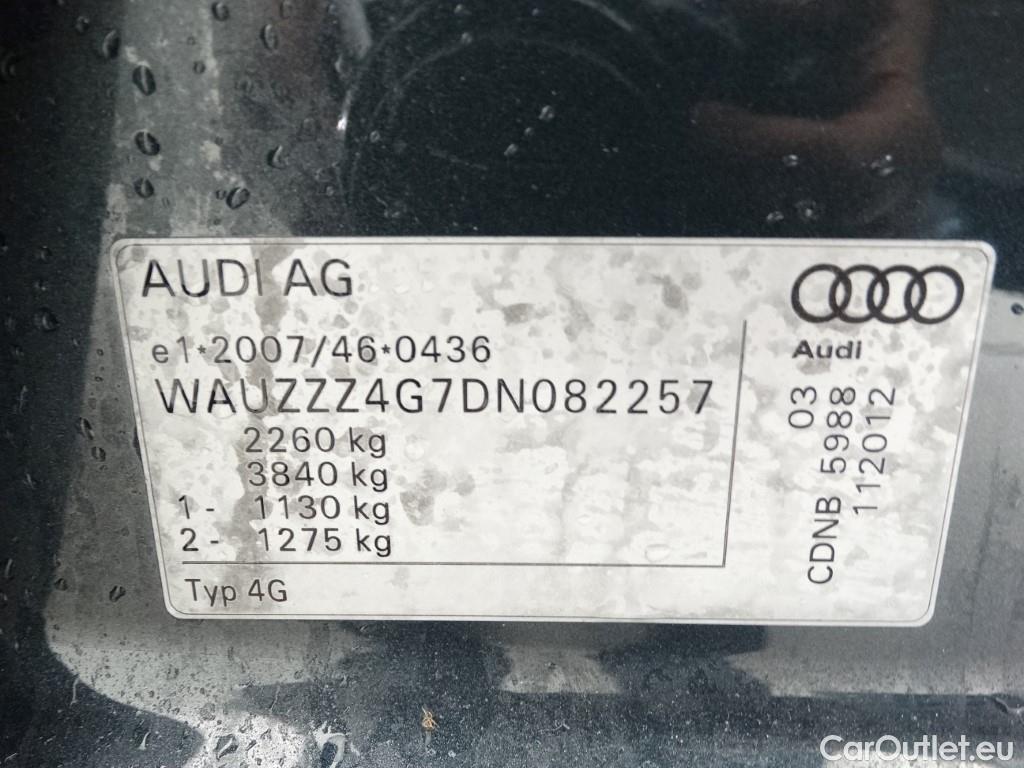 AUDI AG
e1*2007/46*0436
WAUZZZ4G7DN082257
2260 kg
3840 kg
1 - 1130 kg
2 - 1275 kg
Typ 4G
Audi
03
CDNB 5988
112012
CarOutlet.eu